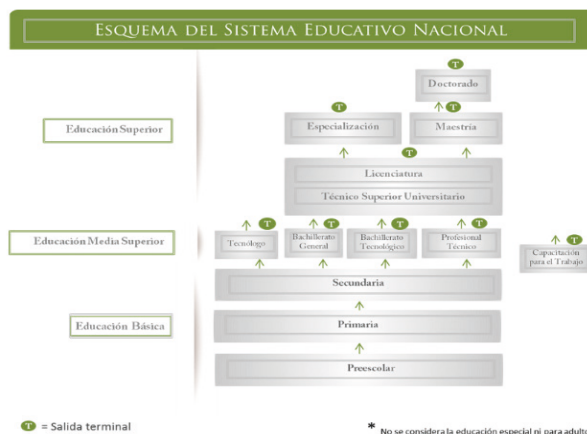 ESQUEMA DEL SISTEMA EDUCATIVO NACIONAL
T
Doctorado
T T
Educación Superior
Especialización
Maestría
T
Licenciatura
Técnico Superior Universitario
T T T T
Educación Media Superior
Tecnólogo
Bachillerato
General
Bachillerato
Tecnológico
Profesional
Técnico
T
Capacitación
para el Trabajo
Secundaria
Educación Básica
Primaria
Preescolar
T = Salida terminal
* No se considera la educación especial ni para adult